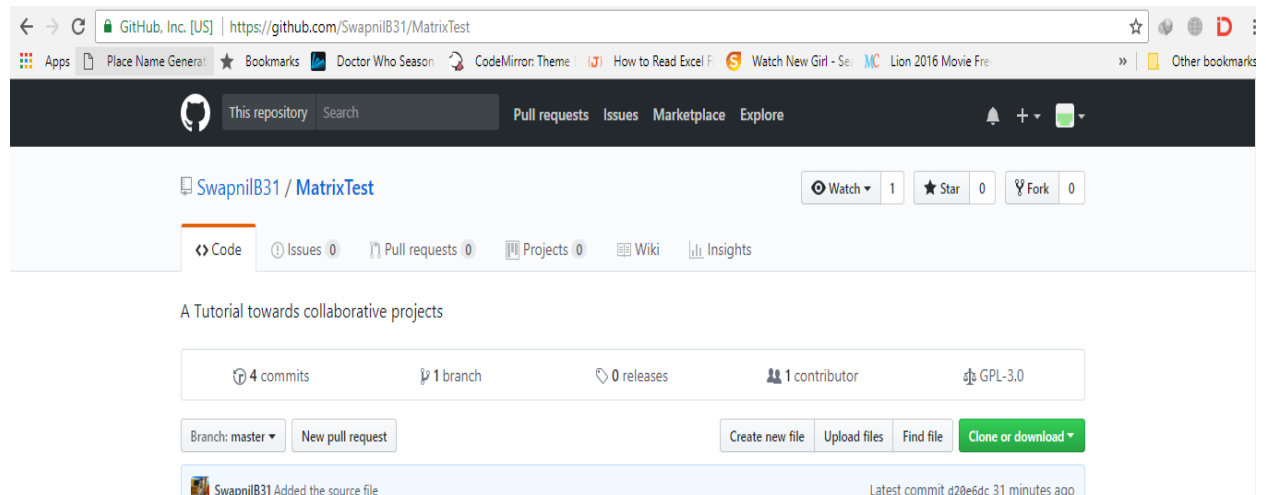 GitHub, Inc. [US] https://github.com/SwapnilB31/MatrixTest
Apps Place Name Generat Bookmarks Doctor Who Season CodeMirror: Theme How to Read Excel Fi Watch New Girl - Se MC Lion 2016 Movie Fre » Other bookmarks
This repository Search Pull requests Issues Marketplace Explore
SwapnilB31 / MatrixTest Watch 1 Star 0 Fork 0
Code Issues 0 Pull requests 0 Projects 0 Wiki Insights
A Tutorial towards collaborative projects
4 commits 1 branch 0 releases 1 contributor GPL-3.0
Branch: master New pull request Create new file Upload files Find file Clone or download
SwapnilB31 Added the source file Latest commit d20e6dc 31 minutes ago